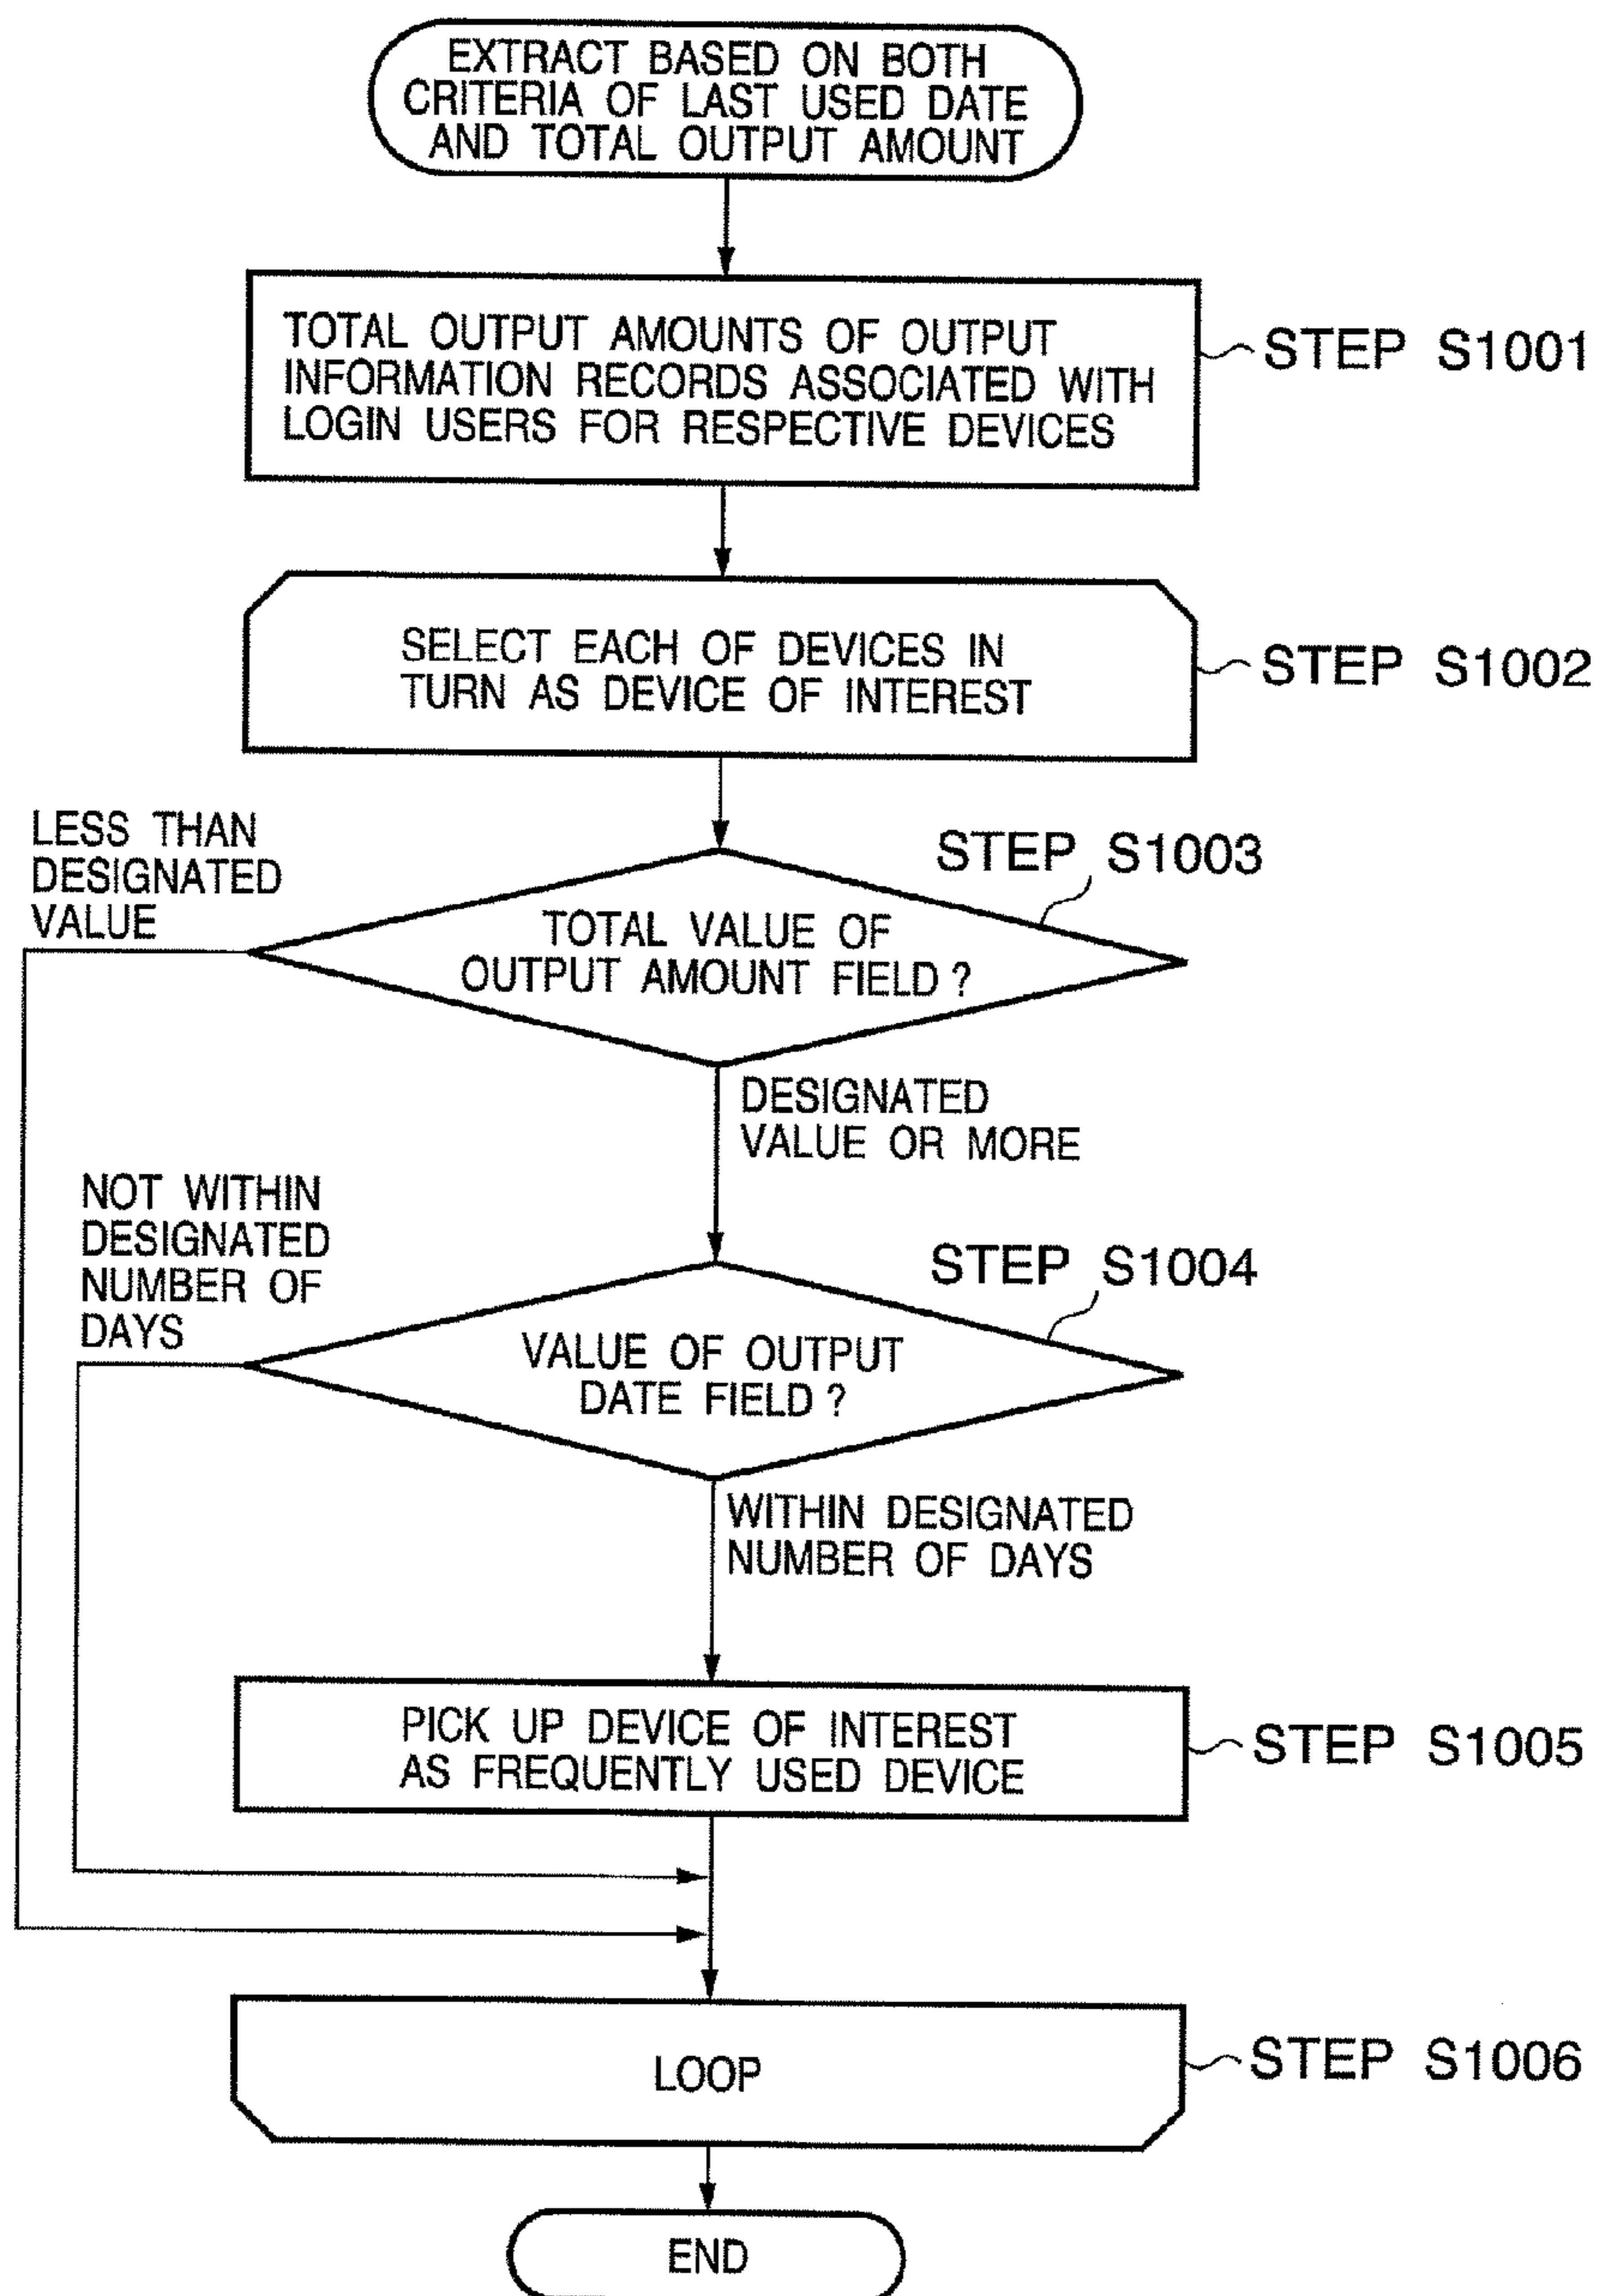 EXTRACT BASED ON BOTH
CRITERIA OF LAST USED DATE
AND TOTAL OUTPUT AMOUNT
TOTAL OUTPUT AMOUNTS OF OUTPUT
INFORMATION RECORDS ASSOCIATED WITH
LOGIN USERS FOR RESPECTIVE DEVICES
STEP S1001
SELECT EACH OF DEVICES IN
TURN AS DEVICE OF INTEREST
STEP S1002
LESS THAN
DESIGNATED
VALUE
STEP S1003
TOTAL VALUE OF
OUTPUT AMOUNT FIELD ?
DESIGNATED
VALUE OR MORE
NOT WITHIN
DESIGNATED
NUMBER OF
DAYS
STEP S1004
VALUE OF OUTPUT
DATE FIELD ?
WITHIN DESIGNATED
NUMBER OF DAYS
PICK UP DEVICE OF INTEREST
AS FREQUENTLY USED DEVICE
STEP S1005
LOOP
STEP S1006
END